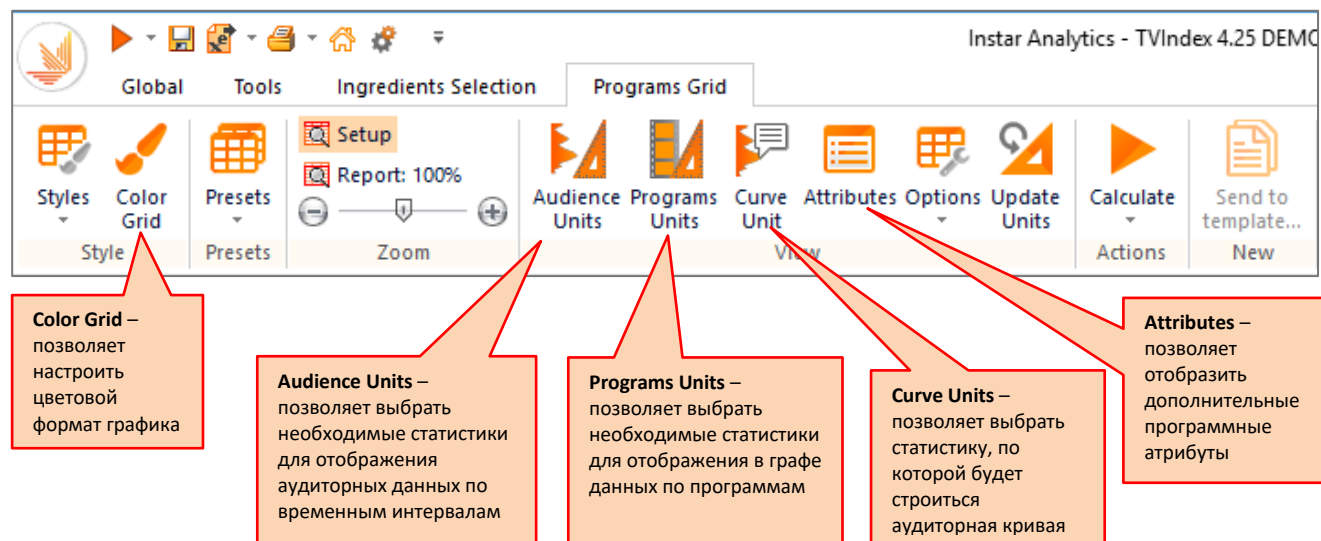 Instar Analytics - TVIndex 4.25 DEMO
Global Tools Ingredients Selection Programs Grid
Setup
Report: 100%
Styles Color Grid Presets Audience Units Programs Units Curve Unit Attributes Options Update Units Calculate Send to template...
Style Presets Zoom View Actions New
Color Grid –
позволяет
настроить
цветовой
формат графика
Audience Units –
позволяет выбрать
необходимые статистики
для отображения
аудиторных данных по
временным интервалам
Programs Units –
позволяет выбрать
необходимые статистики
для отображения в графе
данных по программам
Curve Units –
позволяет выбрать
статистику, по
которой будет
строиться
аудиторная кривая
Attributes –
позволяет
отобразить
дополнительные
программные
атрибуты